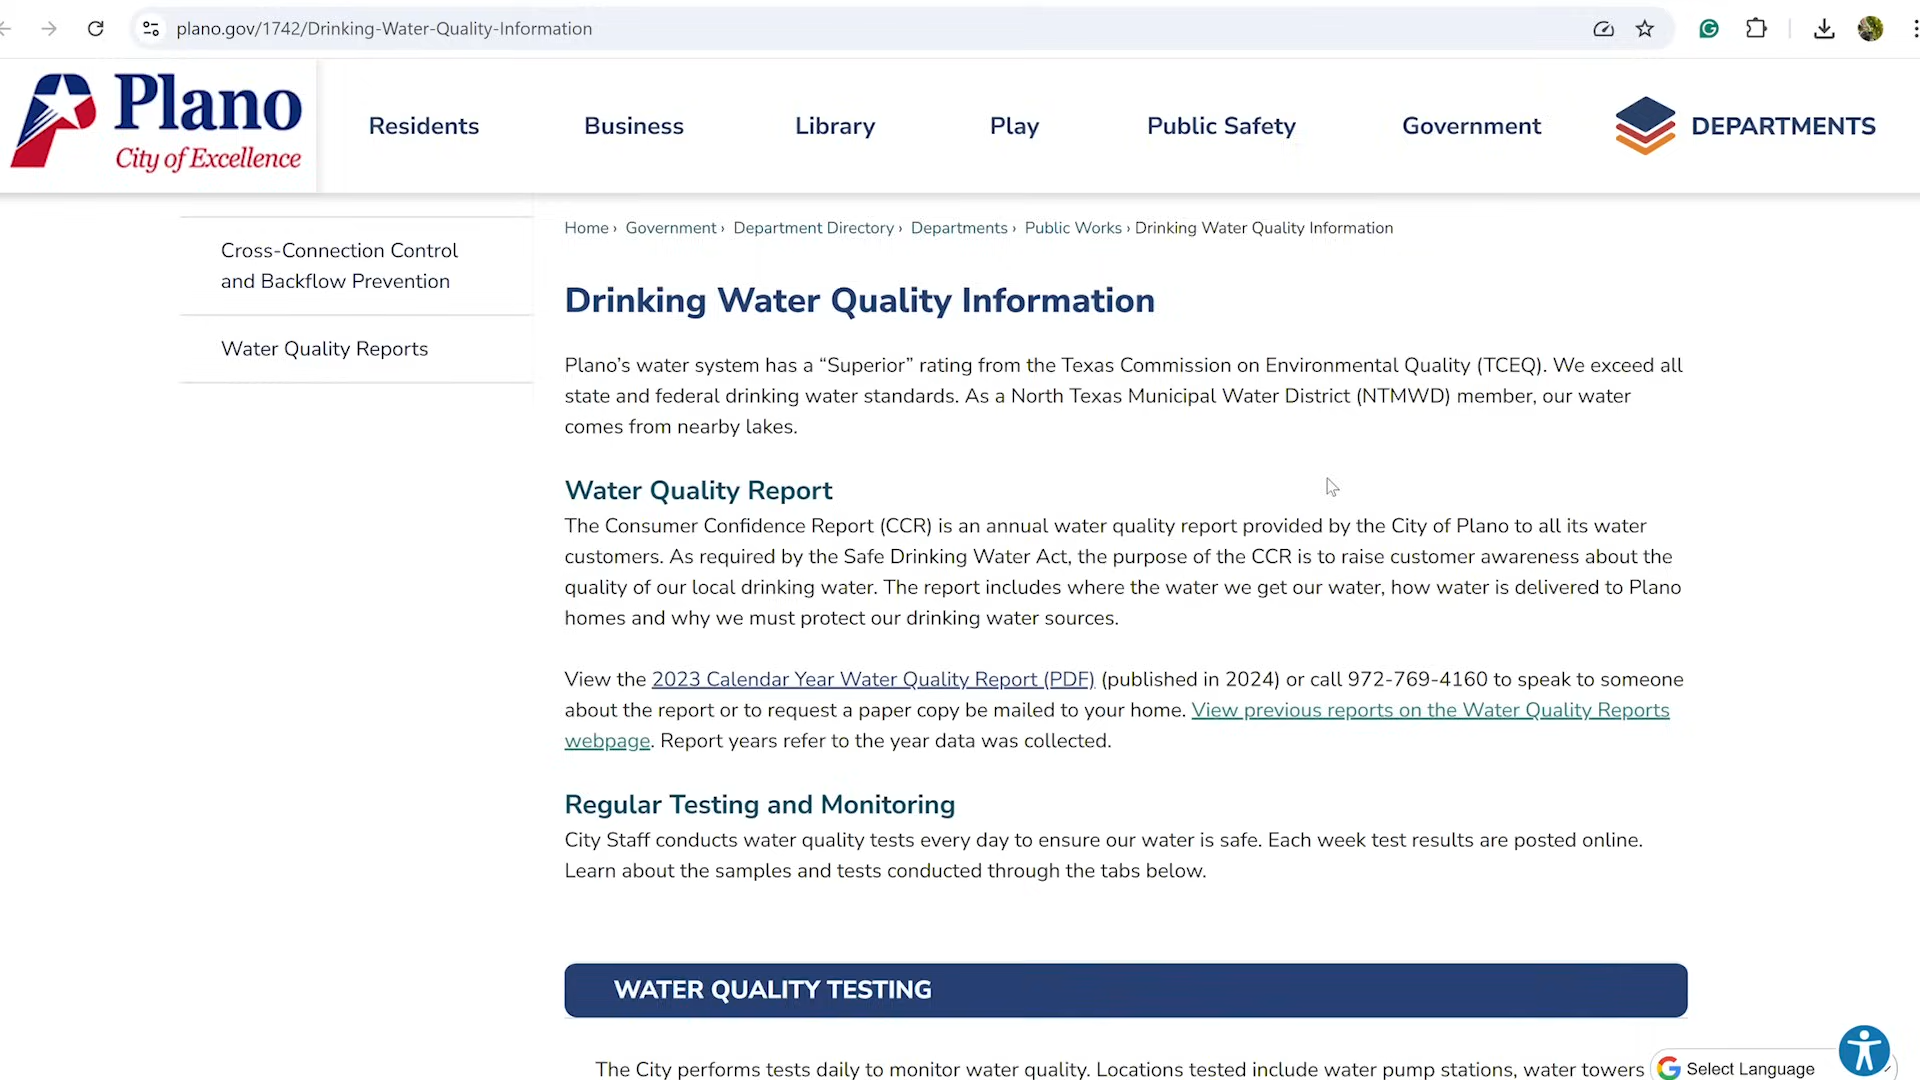 plano.gov/1742/Drinking-Water-Quality-Information
Plano
City of Excellence
Residents
Business
Library
Play
Public Safety
Government
DEPARTMENTS
Cross-Connection Control
and Backflow Prevention
Water Quality Reports
Home › Government › Department Directory › Departments › Public Works › Drinking Water Quality Information
Drinking Water Quality Information
Plano’s water system has a “Superior” rating from the Texas Commission on Environmental Quality (TCEQ). We exceed all
state and federal drinking water standards. As a North Texas Municipal Water District (NTMWD) member, our water
comes from nearby lakes.
Water Quality Report
The Consumer Confidence Report (CCR) is an annual water quality report provided by the City of Plano to all its water
customers. As required by the Safe Drinking Water Act, the purpose of the CCR is to raise customer awareness about the
quality of our local drinking water. The report includes where the water we get our water, how water is delivered to Plano
homes and why we must protect our drinking water sources.
View the 2023 Calendar Year Water Quality Report (PDF) (published in 2024) or call 972-769-4160 to speak to someone
about the report or to request a paper copy be mailed to your home. View previous reports on the Water Quality Reports
webpage. Report years refer to the year data was collected.
Regular Testing and Monitoring
City Staff conducts water quality tests every day to ensure our water is safe. Each week test results are posted online.
Learn about the samples and tests conducted through the tabs below.
WATER QUALITY TESTING
The City performs tests daily to monitor water quality. Locations tested include water pump stations, water towers
Select Language